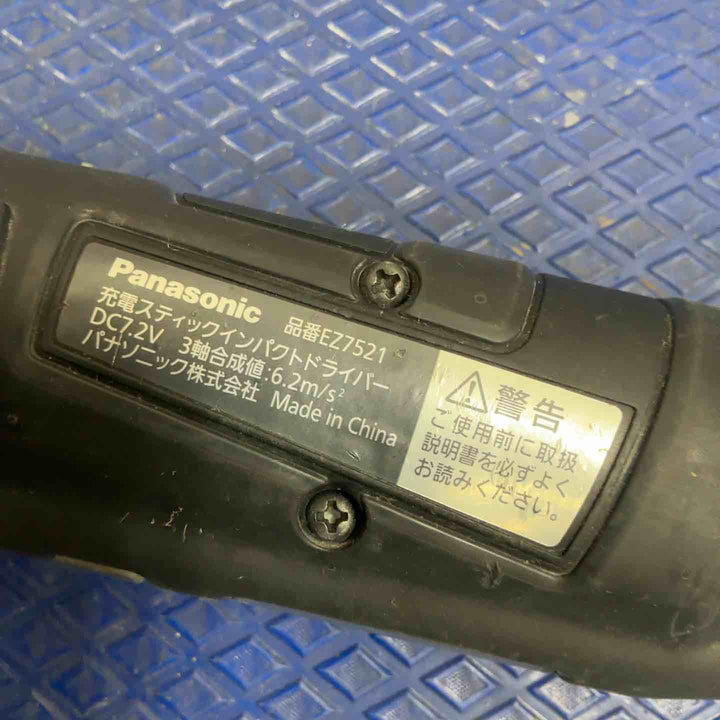 Panasonic 品番EZ7521
充電スティックインパクトドライバー
DC7.2V 3軸合成値:6.2m/s²
パナソニック株式会社 Made in China
警告
ご使用前に取扱
説明書を必ずよく
お読みください。